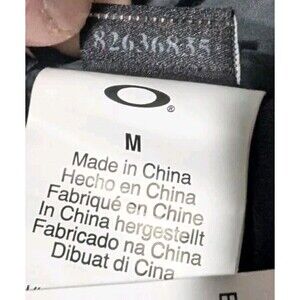 82636835
®
M
Made in China
Hecho en China
Fabriqué en Chine
In China hergestellt
Fabricado na China
Dibuat di Cina